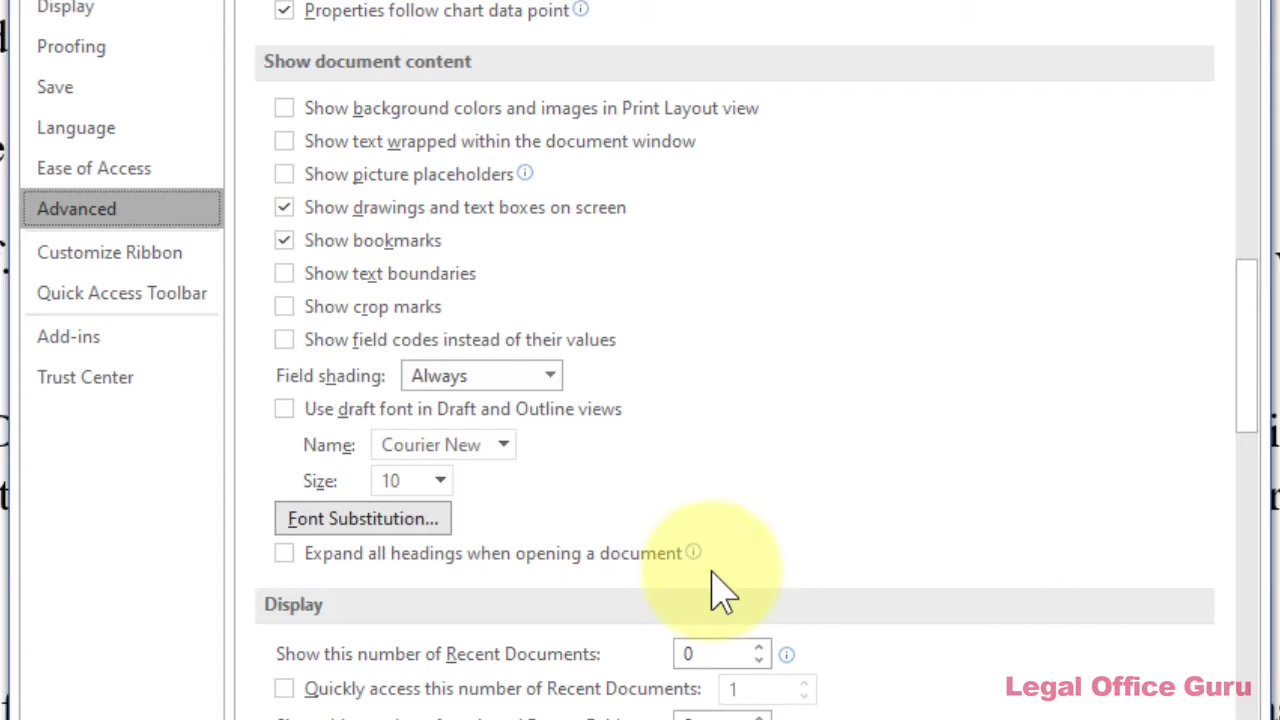 Display
Proofing
Save
Language
Ease of Access
Advanced
Customize Ribbon
Quick Access Toolbar
Add-ins
Trust Center
Properties follow chart data point
Show document content
Show background colors and images in Print Layout view
Show text wrapped within the document window
Show picture placeholders
Show drawings and text boxes on screen
Show bookmarks
Show text boundaries
Show crop marks
Show field codes instead of their values
Field shading: Always
Use draft font in Draft and Outline views
Name: Courier New
Size: 10
Font Substitution...
Expand all headings when opening a document
Display
Show this number of Recent Documents: 0
Quickly access this number of Recent Documents: 1
Legal Office Guru